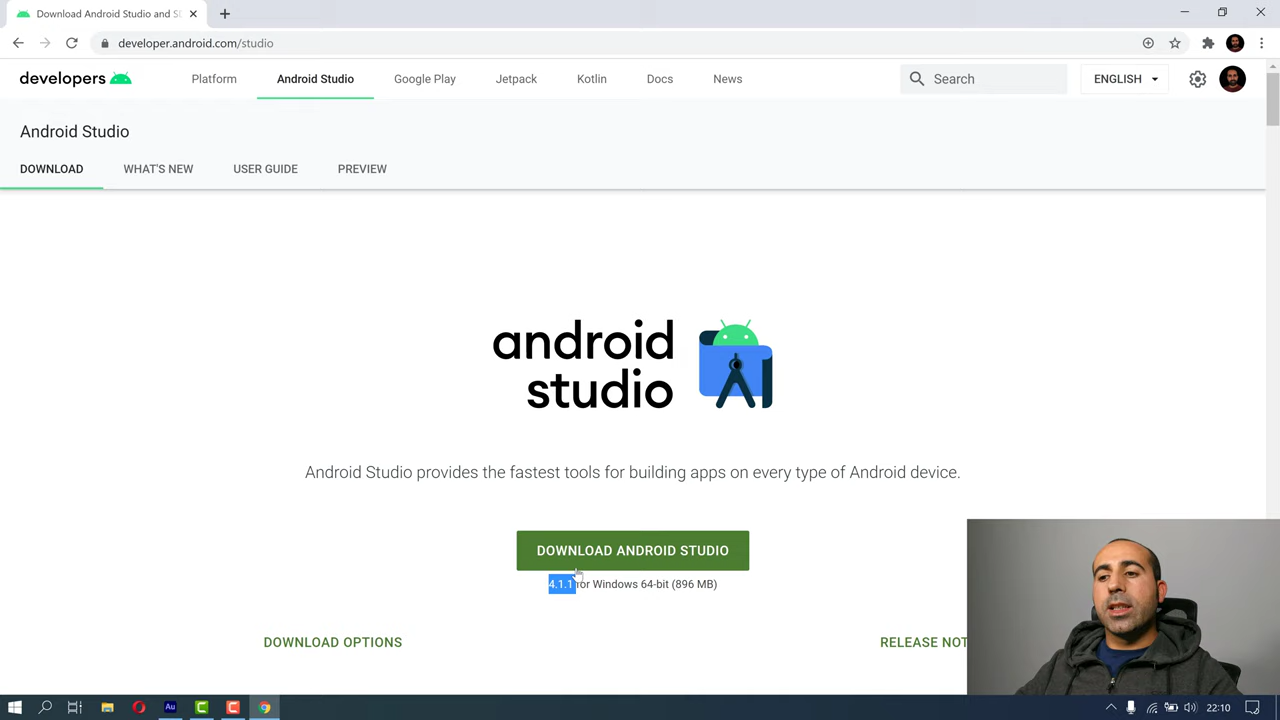 Download Android Studio and S
developer.android.com/studio
developers
Platform
Android Studio
Google Play
Jetpack
Kotlin
Docs
News
Search
ENGLISH
Android Studio
DOWNLOAD
WHAT'S NEW
USER GUIDE
PREVIEW
android
studio
Android Studio provides the fastest tools for building apps on every type of Android device.
DOWNLOAD ANDROID STUDIO
4.1.1 for Windows 64-bit (896 MB)
DOWNLOAD OPTIONS
RELEASE NOT
Au
22:10